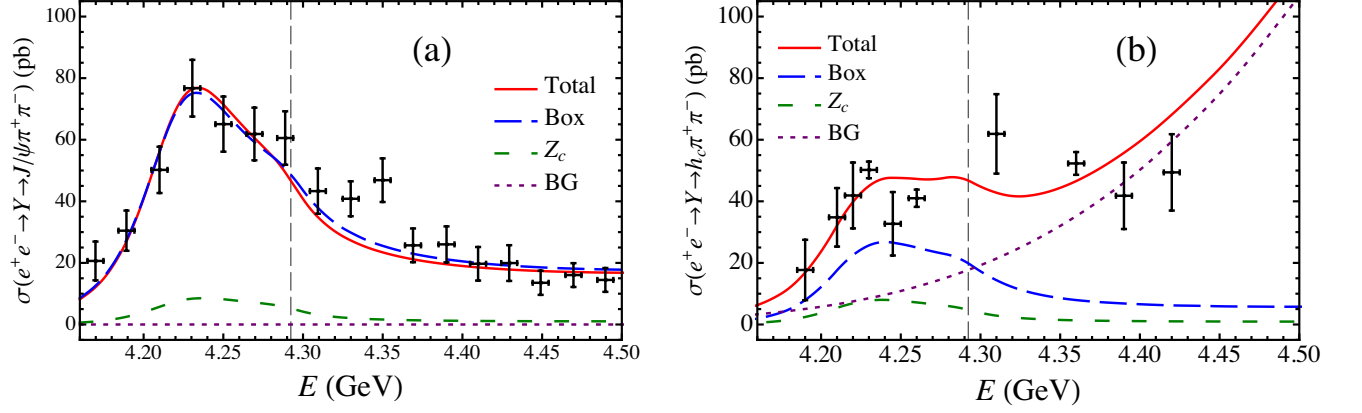 σ(e⁺e⁻→Y→J/ψπ⁺π⁻) (pb)
100
80
60
40
20
0
(a)
Total
Box
Z_c
BG
4.20
4.25
4.30
4.35
4.40
4.45
4.50
E (GeV)
σ(e⁺e⁻→Y→h_cπ⁺π⁻) (pb)
100
80
60
40
20
0
(b)
Total
Box
Z_c
BG
4.20
4.25
4.30
4.35
4.40
4.45
4.50
E (GeV)